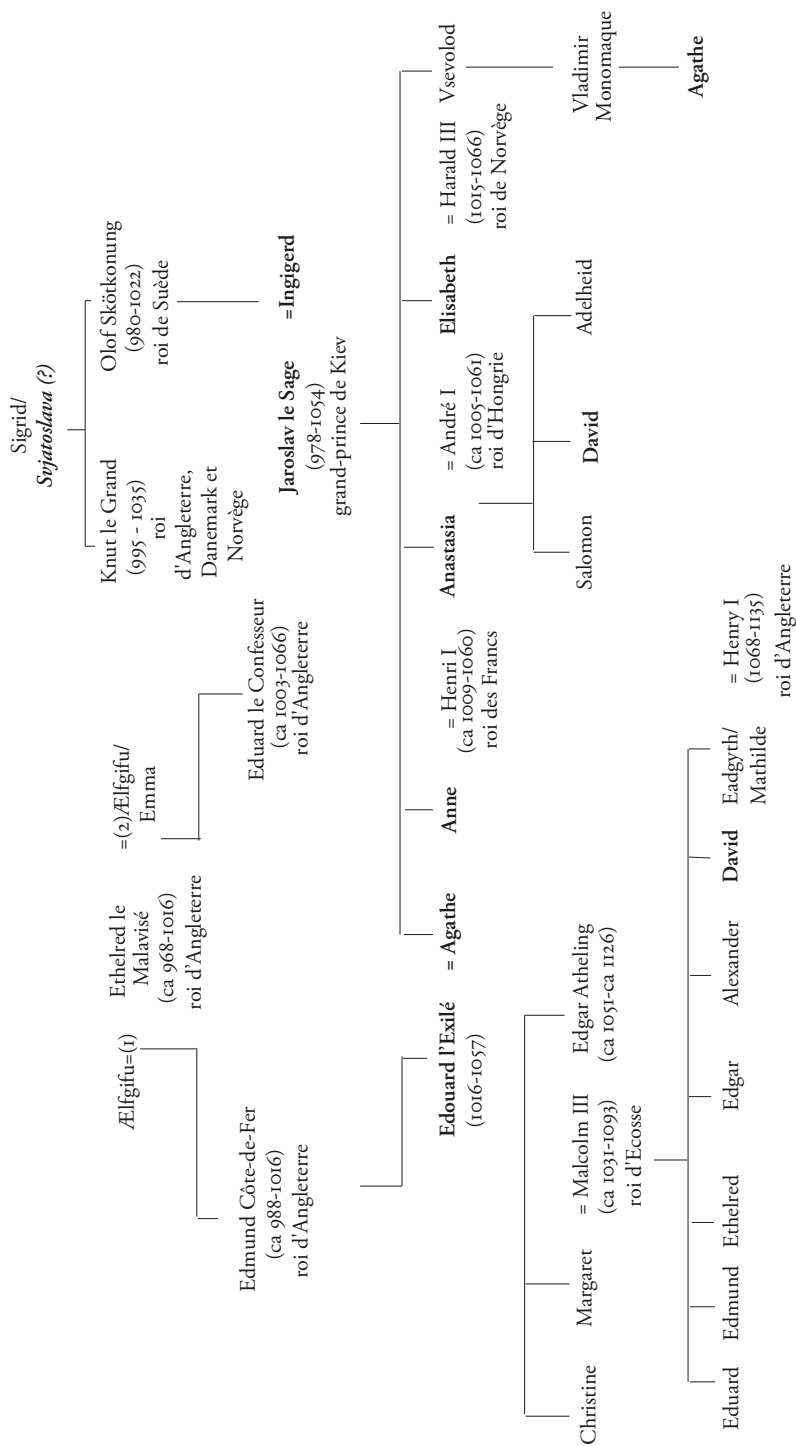 Sigrid/
Svjatoslava (?)
Ælfgifu=(1)
Ethelred le
Malavisé
(ca 968-1016)
roi d'Angleterre
=(2)Ælfgifu/
Emma
Knut le Grand
(995 - 1035)
roi
d'Angleterre,
Danemark et
Norvège
Olof Skötkonung
(980-1022)
roi de Suède
Edmund Côte-de-Fer
(ca 988-1016)
roi d'Angleterre
Eduard le Confesseur
(ca 1003-1066)
roi d'Angleterre
Jaroslav le Sage
(978-1054)
grand-prince de Kiev
=Ingigerd
Edouard l'Exilé
(1016-1057)
= Agathe
Anne
= Henri I
(ca 1009-1060)
roi des Francs
Anastasia
= André I
(ca 1005-1061)
roi d'Hongrie
Elisabeth
= Harald III
(1015-1066)
roi de Norvège
Vsevolod
Christine
Margaret
= Malcolm III
(ca 1031-1093)
roi d'Ecosse
Edgar Atheling
(ca 1051-ca 1126)
Salomon
David
Adelheid
Vladimir
Monomaque
Eduard
Edmund
Ethelred
Edgar
Alexander
David
Eadgyth/
Mathilde
= Henry I
(1068-1135)
roi d'Angleterre
Agathe